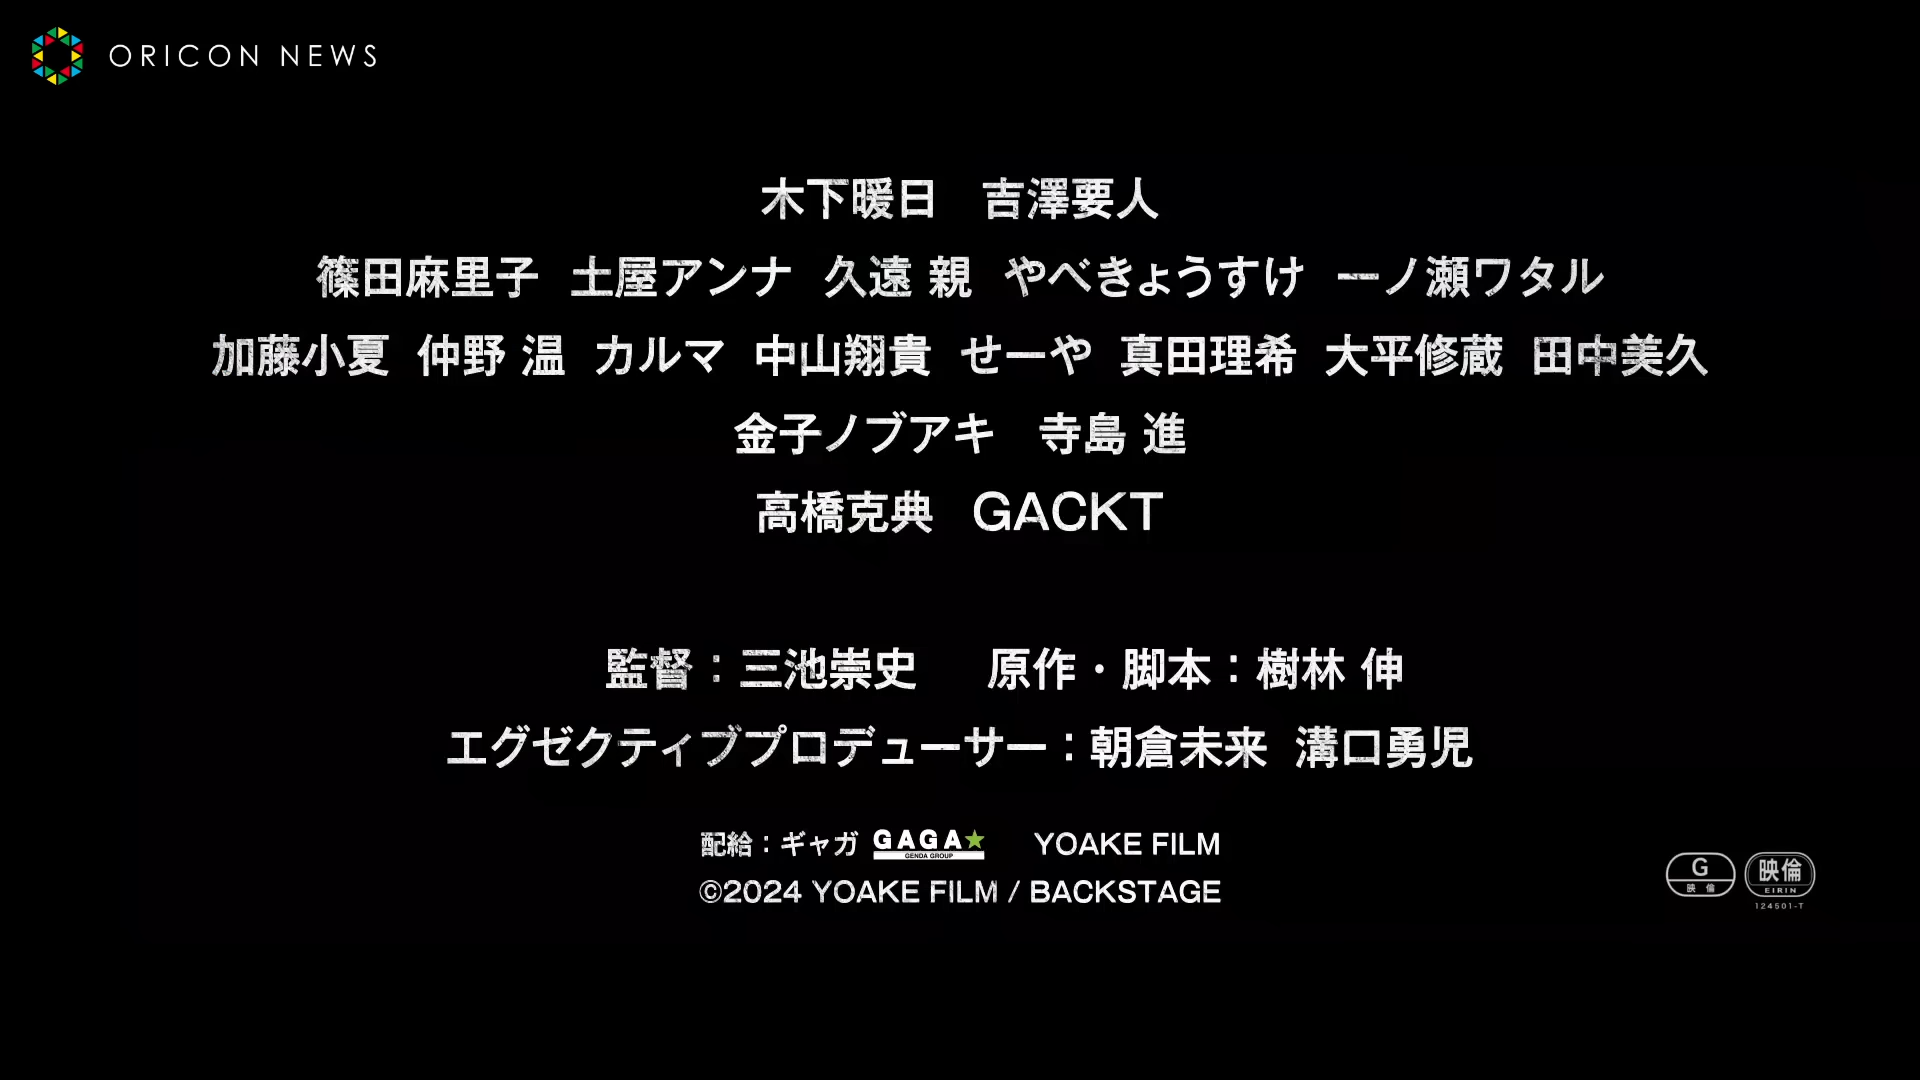 ORICON NEWS
木下暖日　吉澤要人
篠田麻里子　土屋アンナ　久遠 親　やべきょうすけ　一ノ瀬ワタル
加藤小夏　仲野 温　カルマ　中山翔貴　せーや　真田理希　大平修蔵　田中美久
金子ノブアキ　寺島 進
高橋克典　GACKT
監督：三池崇史　原作・脚本：樹林 伸
エグゼクティブプロデューサー：朝倉未来　溝口勇児
配給：ギャガ GAGA★ GENDA GROUP　YOAKE FILM
©2024 YOAKE FILM / BACKSTAGE
G 映倫
映倫 EIRIN
124501-T